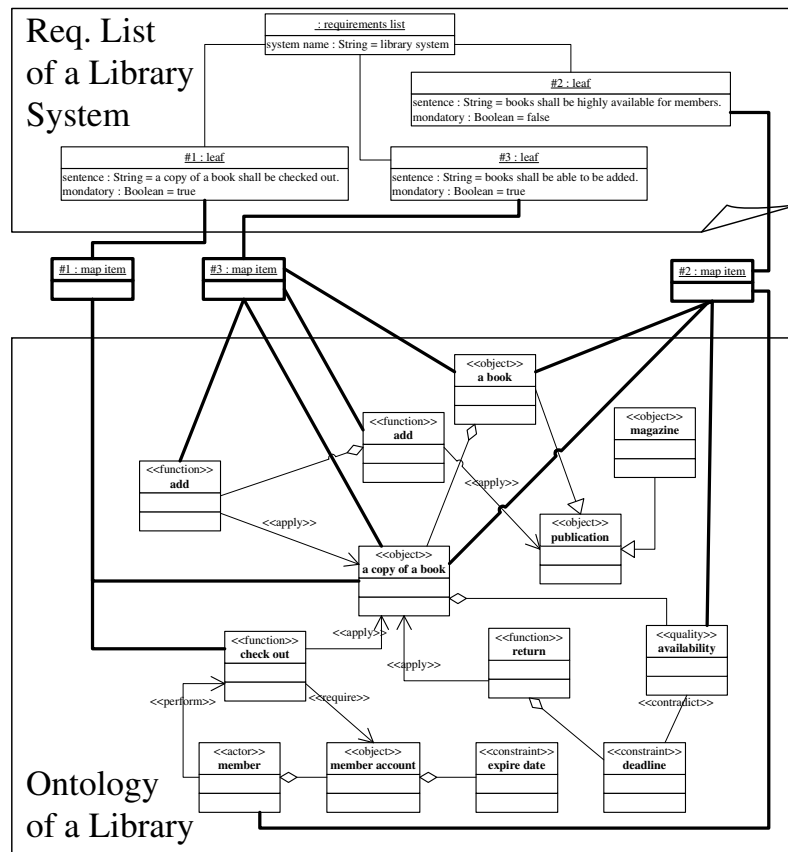 Req. List
of a Library
System
: requirements list
system name : String = library system
#2 : leaf
sentence : String = books shall be highly available for members.
mondatory : Boolean = false
#1 : leaf
sentence : String = a copy of a book shall be checked out.
mondatory : Boolean = true
#3 : leaf
sentence : String = books shall be able to be added.
mondatory : Boolean = true
#1 : map item
#3 : map item
#2 : map item
<<object>>
a book
<<function>>
add
<<object>>
magazine
<<function>>
add
<<apply>>
<<apply>>
<<object>>
publication
<<object>>
a copy of a book
<<function>>
check out
<<apply>>
<<apply>>
<<function>>
return
<<quality>>
availability
<<perform>>
<<require>>
<<contradict>>
<<actor>>
member
<<object>>
member account
<<constraint>>
expire date
<<constraint>>
deadline
Ontology
of a Library